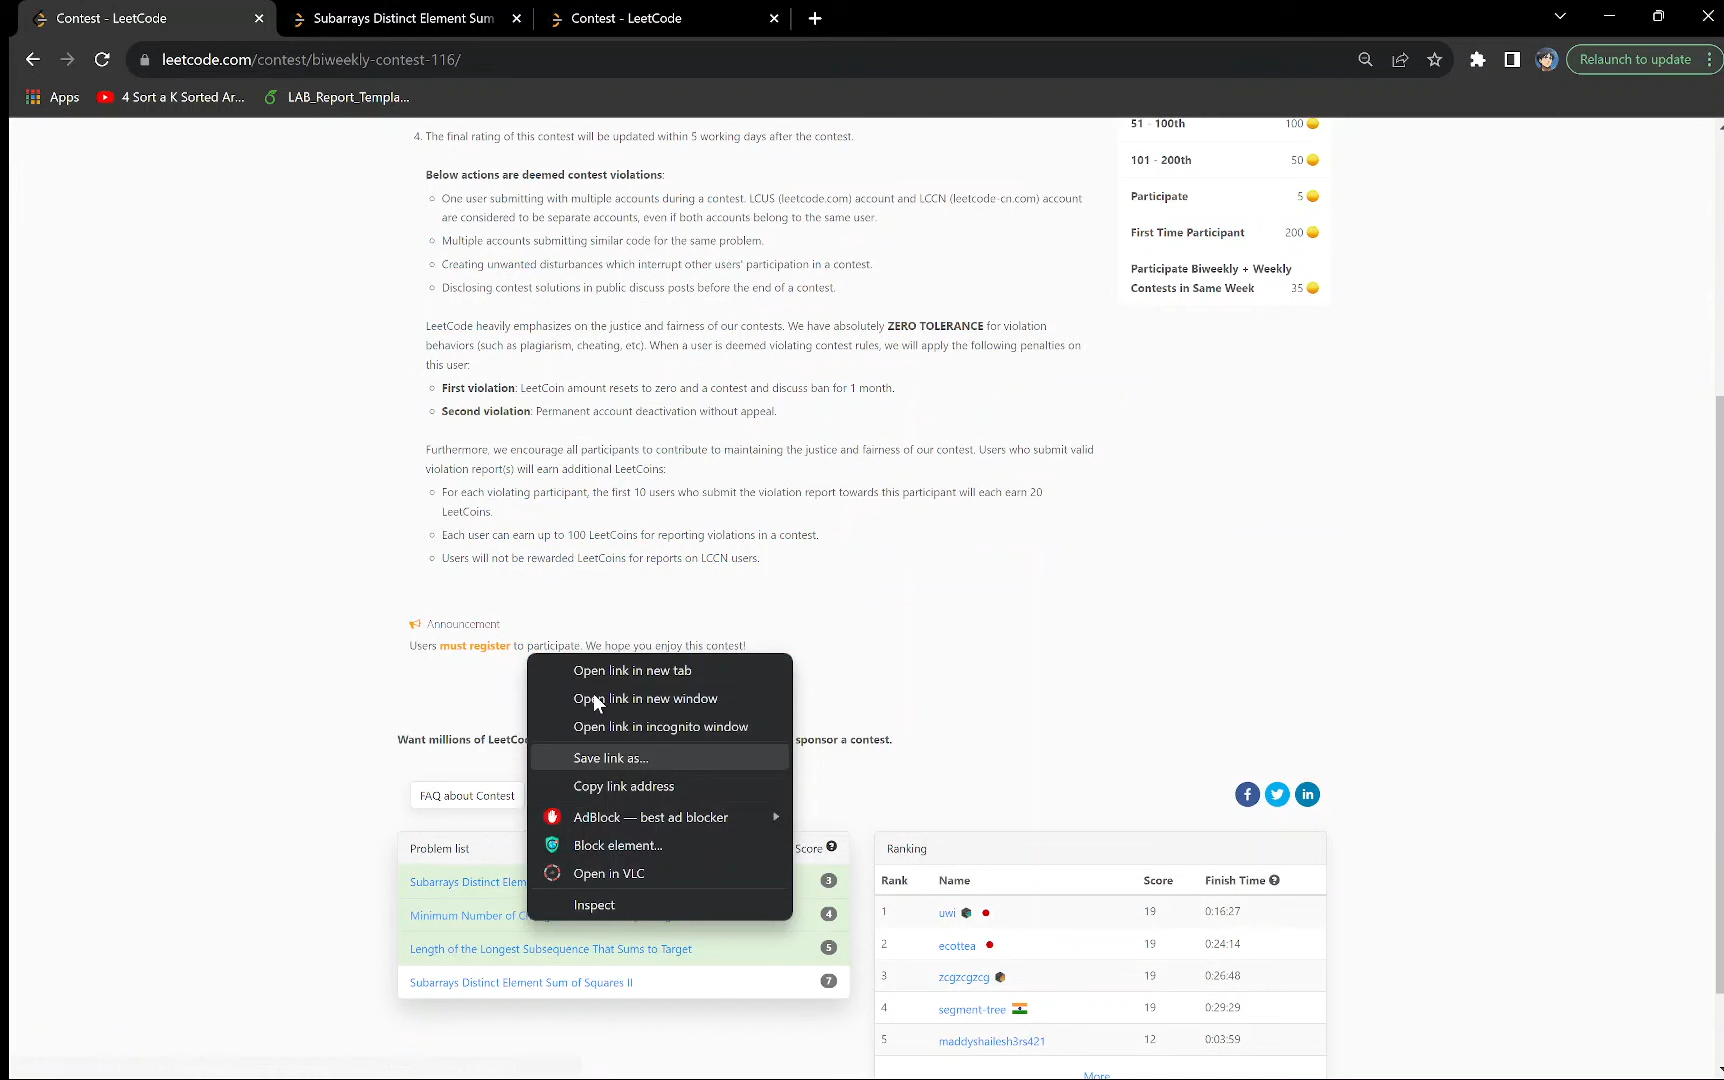 Contest - LeetCode
Subarrays Distinct Element Sum
Contest - LeetCode
leetcode.com/contest/biweekly-contest-116/
Relaunch to update
Apps
4 Sort a K Sorted Ar...
LAB_Report_Templa...
4. The final rating of this contest will be updated within 5 working days after the contest.
Below actions are deemed contest violations:
One user submitting with multiple accounts during a contest. LCUS (leetcode.com) account and LCCN (leetcode-cn.com) account
are considered to be separate accounts, even if both accounts belong to the same user.
Multiple accounts submitting similar code for the same problem.
Creating unwanted disturbances which interrupt other users' participation in a contest.
Disclosing contest solutions in public discuss posts before the end of a contest.
LeetCode heavily emphasizes on the justice and fairness of our contests. We have absolutely ZERO TOLERANCE for violation
behaviors (such as plagiarism, cheating, etc). When a user is deemed violating contest rules, we will apply the following penalties on
this user:
First violation: LeetCoin amount resets to zero and a contest and discuss ban for 1 month.
Second violation: Permanent account deactivation without appeal.
Furthermore, we encourage all participants to contribute to maintaining the justice and fairness of our contest. Users who submit valid
violation report(s) will earn additional LeetCoins:
For each violating participant, the first 10 users who submit the violation report towards this participant will each earn 20
LeetCoins.
Each user can earn up to 100 LeetCoins for reporting violations in a contest.
Users will not be rewarded LeetCoins for reports on LCCN users.
51 - 100th 100
101 - 200th 50
Participate 5
First Time Participant 200
Participate Biweekly + Weekly
Contests in Same Week 35
Announcement
Users must register to participate. We hope you enjoy this contest!
Open link in new tab
Open link in new window
Open link in incognito window
Save link as...
Copy link address
AdBlock — best ad blocker
Block element...
Open in VLC
Inspect
Want millions of LeetCo
sponsor a contest.
FAQ about Contest
f
in
Problem list
Score
Subarrays Distinct Elem 3
Minimum Number of C 4
Length of the Longest Subsequence That Sums to Target 5
Subarrays Distinct Element Sum of Squares II 7
Ranking
Rank Name Score Finish Time
1 uwi 19 0:16:27
2 ecottea 19 0:24:14
3 zcgzcgzcg 19 0:26:48
4 segment-tree 19 0:29:29
5 maddyshailesh3rs421 12 0:03:59
More